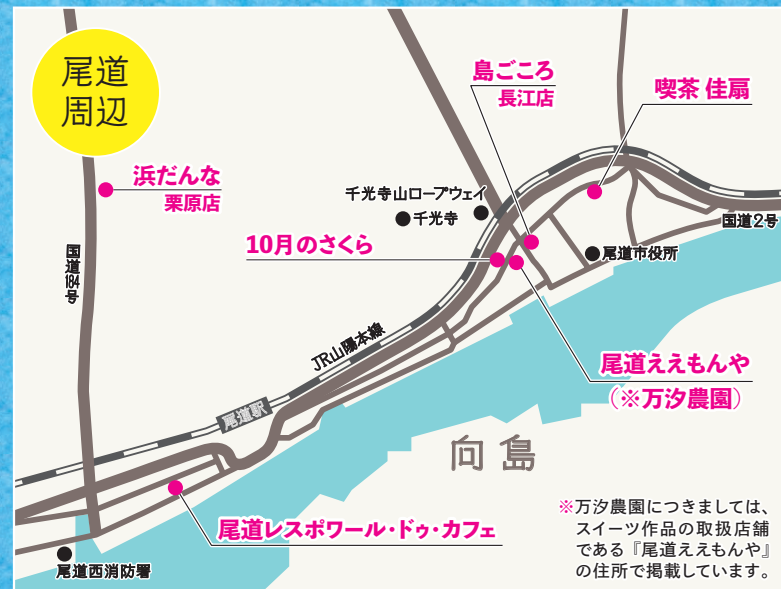 尾道
周辺
島ごころ
長江店
喫茶 佳扇
浜だんな
栗原店
千光寺山ロープウェイ
千光寺
国道2号
10月のさくら
尾道市役所
国道184号
JR山陽本線
尾道ええもんや
(※万汐農園)
尾道駅
向島
尾道レスポワール・ドゥ・カフェ
尾道西消防署
※万汐農園につきましては、
スイーツ作品の取扱店舗
である『尾道ええもんや』
の住所で掲載しています。